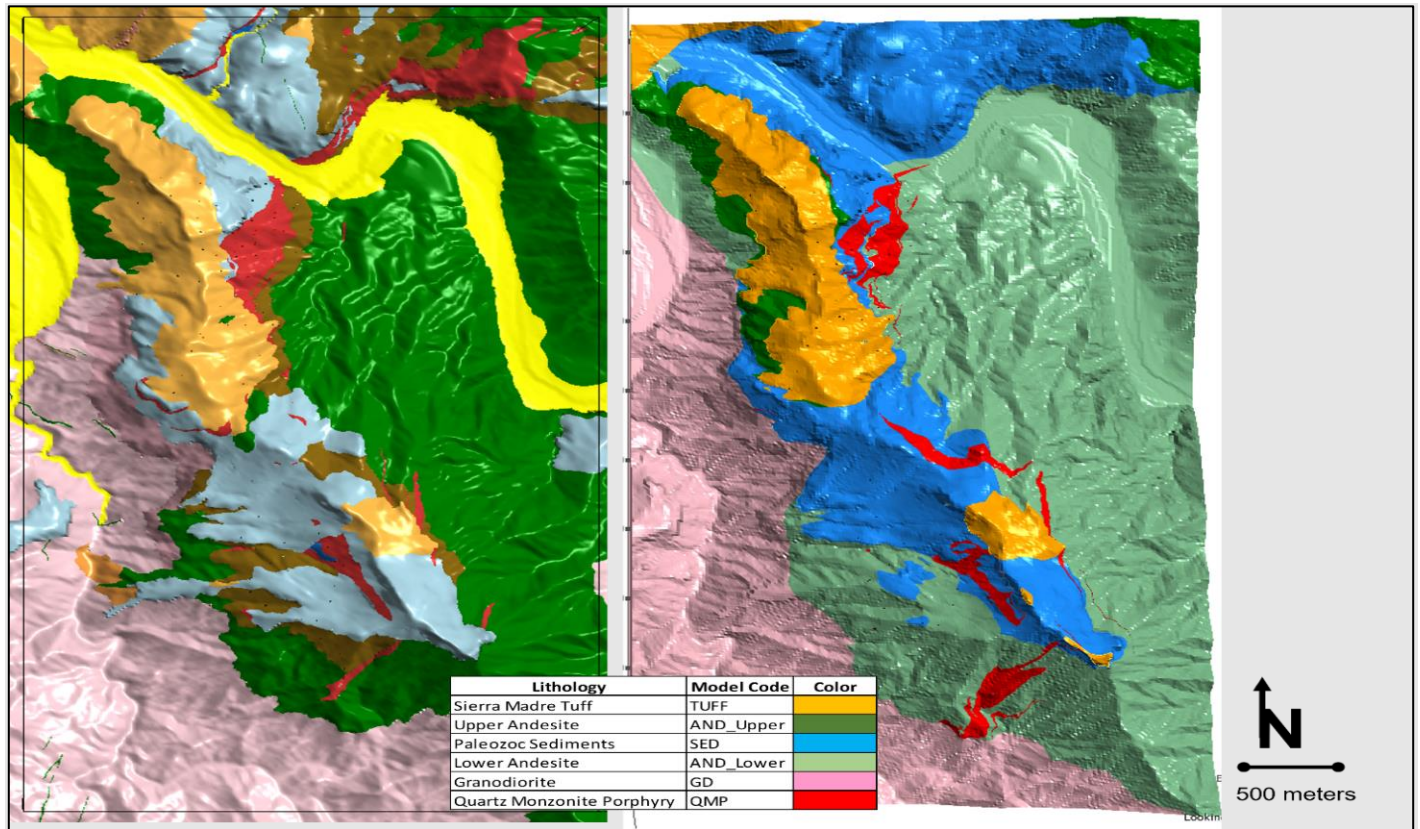 Lithology Model Code Color
Sierra Madre Tuff TUFF
Upper Andesite AND_Upper
Paleozoc Sediments SED
Lower Andesite AND_Lower
Granodiorite GD
Quartz Monzonite Porphyry QMP
N
500 meters
E
Lookin